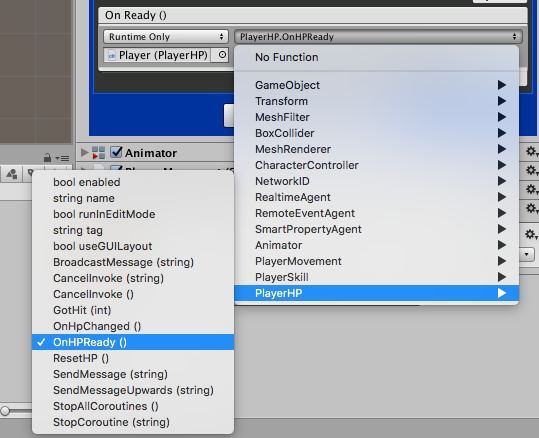 On Ready ()
Runtime Only
PlayerHP.OnHPReady
Player (PlayerHP)
No Function
GameObject
Transform
MeshFilter
BoxCollider
MeshRenderer
CharacterController
NetworkID
RealtimeAgent
RemoteEventAgent
SmartPropertyAgent
Animator
PlayerMovement
PlayerSkill
PlayerHP
Animator
bool enabled
string name
bool runInEditMode
string tag
bool useGUILayout
BroadcastMessage (string)
CancelInvoke (string)
CancelInvoke ()
GotHit (int)
OnHpChanged ()
OnHPReady ()
ResetHP ()
SendMessage (string)
SendMessageUpwards (string)
StopAllCoroutines ()
StopCoroutine (string)